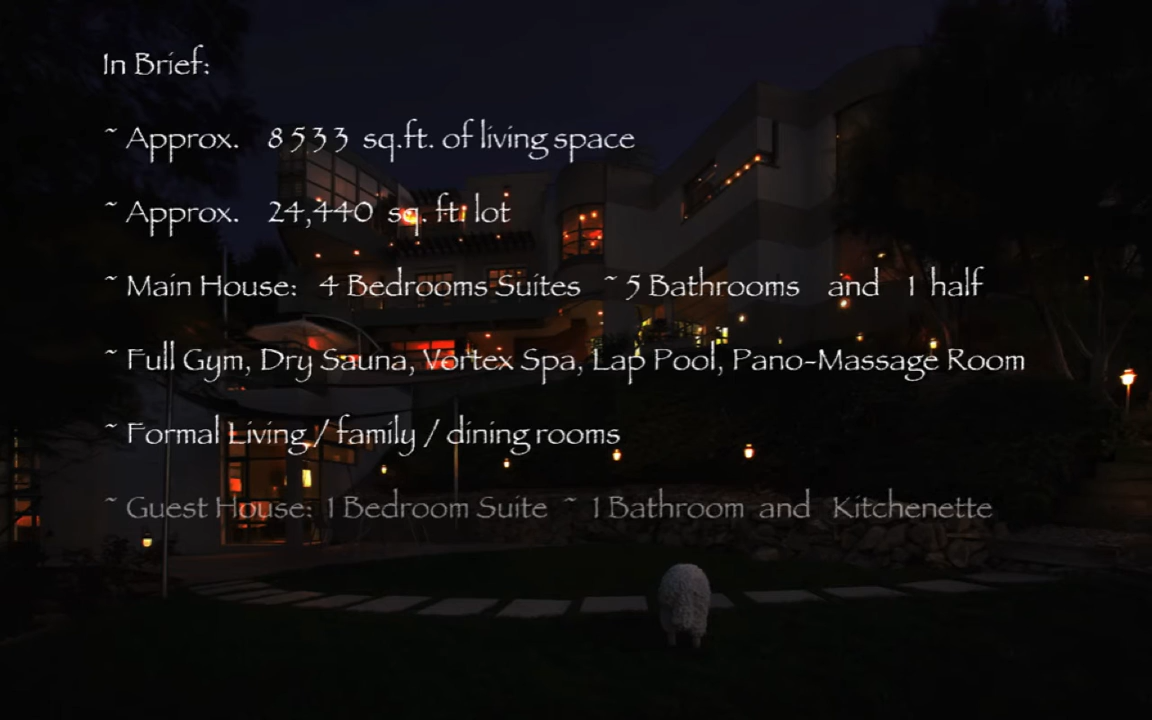 In Brief:
~ Approx. 8533 sq.ft. of living space
~ Approx. 24,440 sq. ft. lot
~ Main House: 4 Bedrooms Suites ~ 5 Bathrooms and 1 half
~ Full Gym, Dry Sauna, Vortex Spa, Lap Pool, Pano-Massage Room
~ Formal Living / family / dining rooms
~ Guest House: 1 Bedroom Suite ~ 1 Bathroom and Kitchenette